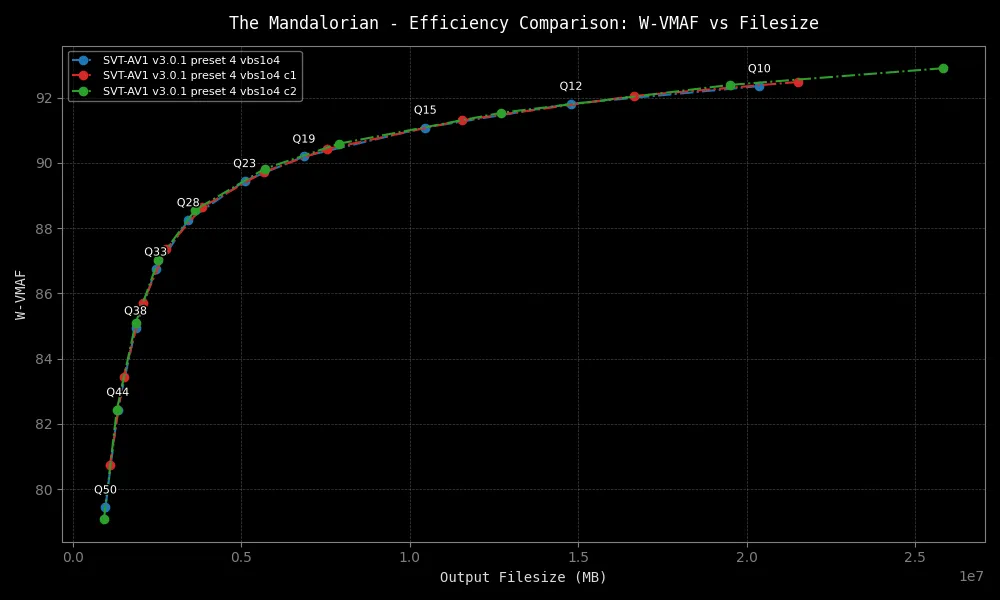 The Mandalorian - Efficiency Comparison: W-VMAF vs Filesize
SVT-AV1 v3.0.1 preset 4 vbs1o4
SVT-AV1 v3.0.1 preset 4 vbs1o4 c1
SVT-AV1 v3.0.1 preset 4 vbs1o4 c2
Q10
Q12
Q15
Q19
Q23
Q28
Q33
Q38
Q44
Q50
W-VMAF
92
90
88
86
84
82
80
0.0
0.5
1.0
1.5
2.0
2.5
1e7
Output Filesize (MB)